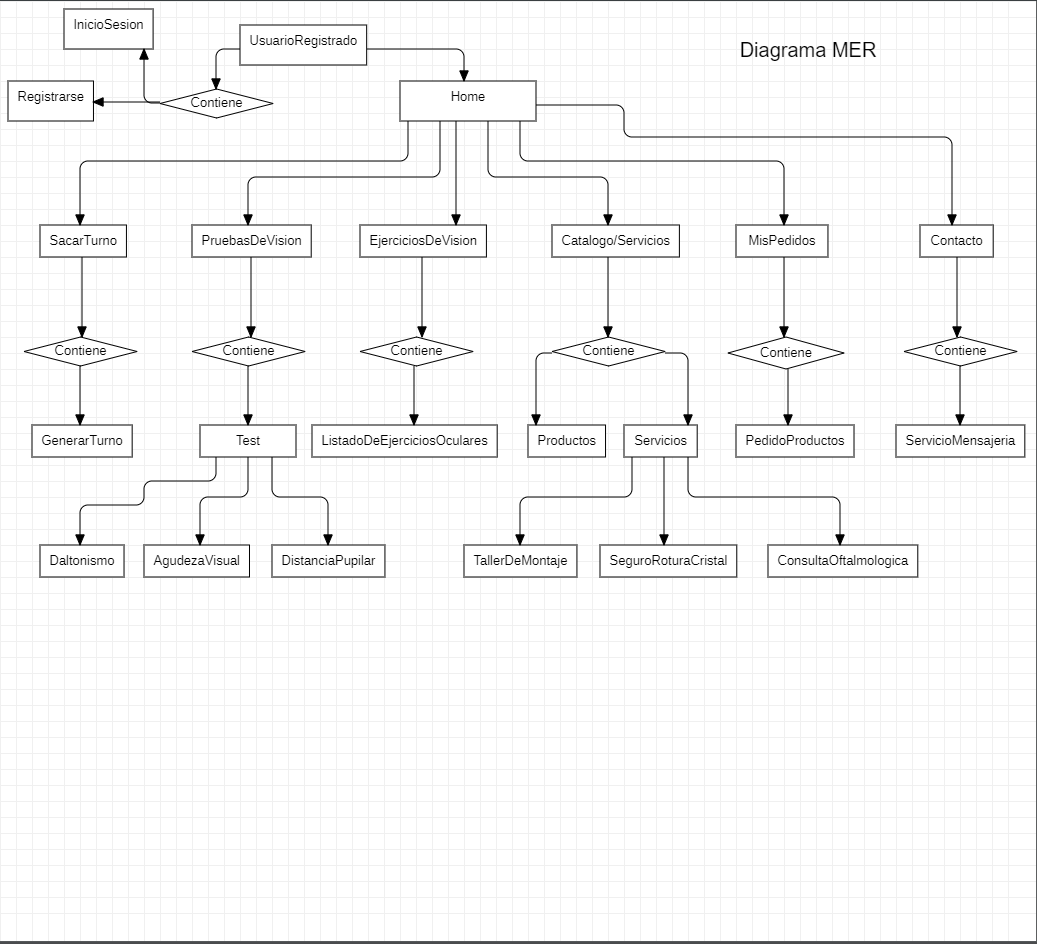 InicioSesion
UsuarioRegistrado
Diagrama MER
Registrarse
Contiene
Home
SacarTurno
PruebasDeVision
EjerciciosDeVision
Catalogo/Servicios
MisPedidos
Contacto
Contiene
Contiene
Contiene
Contiene
Contiene
Contiene
GenerarTurno
Test
ListadoDeEjerciciosOculares
Productos
Servicios
PedidoProductos
ServicioMensajeria
Daltonismo
AgudezaVisual
DistanciaPupilar
TallerDeMontaje
SeguroRoturaCristal
ConsultaOftalmologica